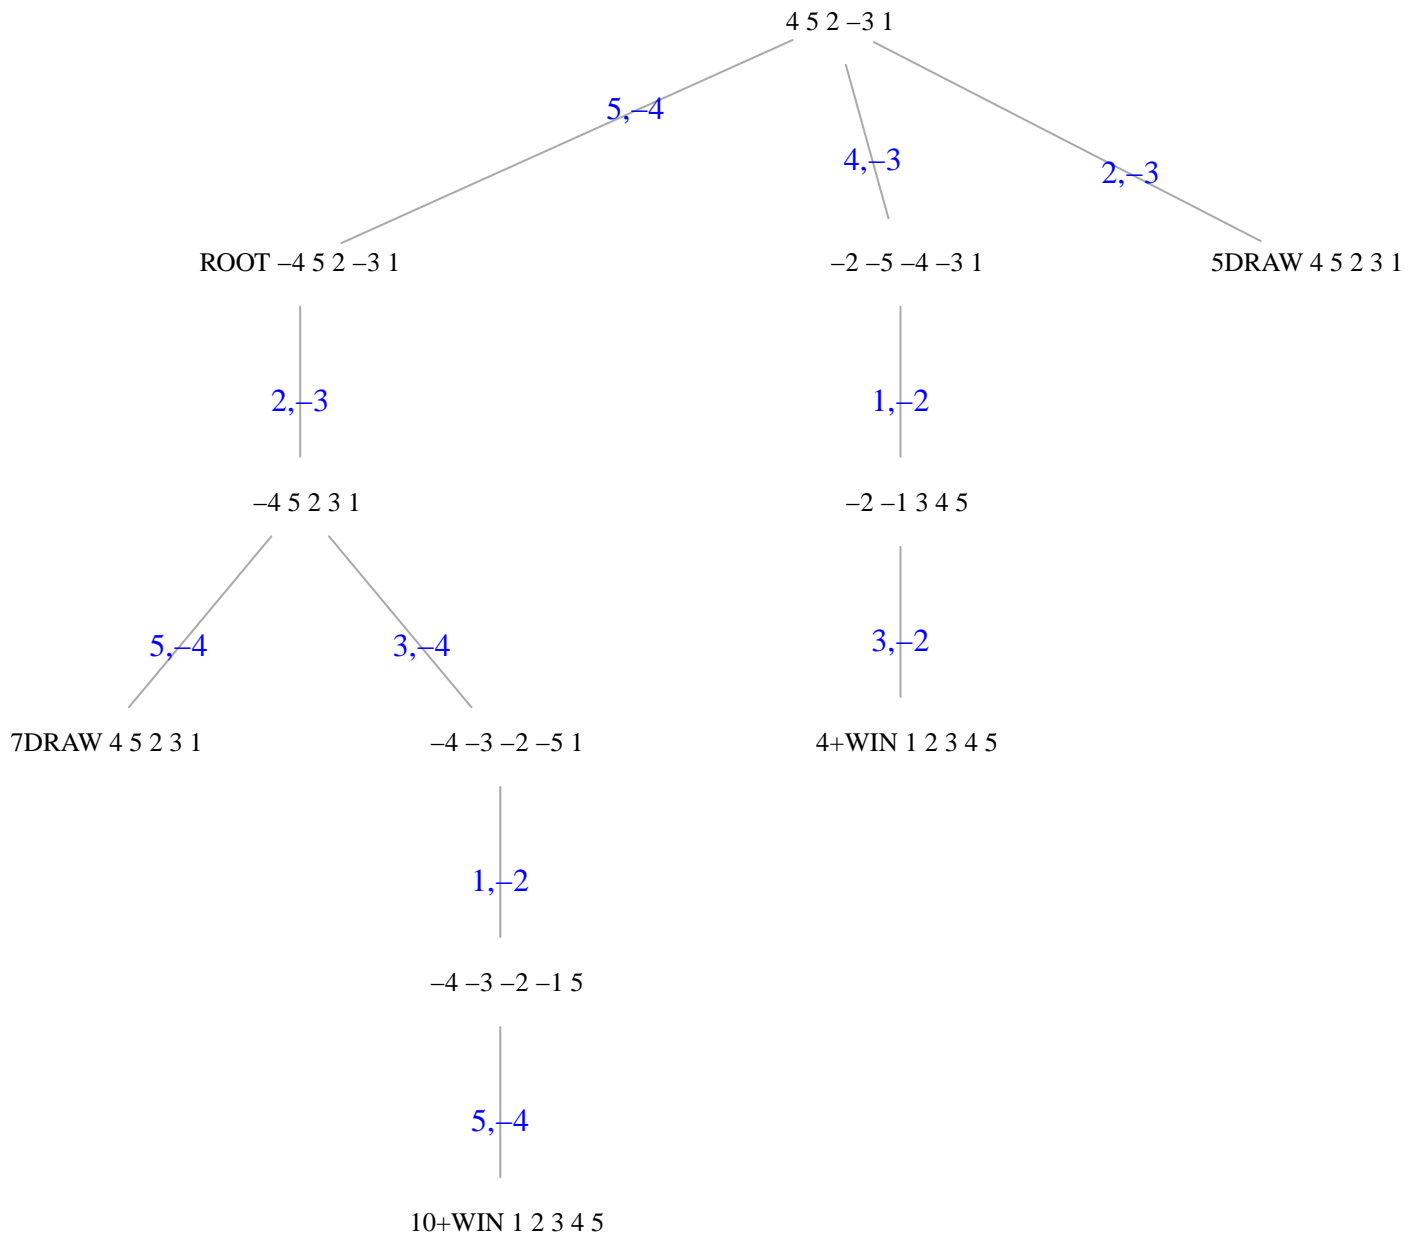 4 5 2 –3 1
5,–4
4,–3
2,–3
ROOT –4 5 2 –3 1
–2 –5 –4 –3 1
5DRAW 4 5 2 3 1
2,–3
1,–2
–4 5 2 3 1
–2 –1 3 4 5
5,–4
3,–4
3,–2
7DRAW 4 5 2 3 1
–4 –3 –2 –5 1
4+WIN 1 2 3 4 5
1,–2
–4 –3 –2 –1 5
5,–4
10+WIN 1 2 3 4 5